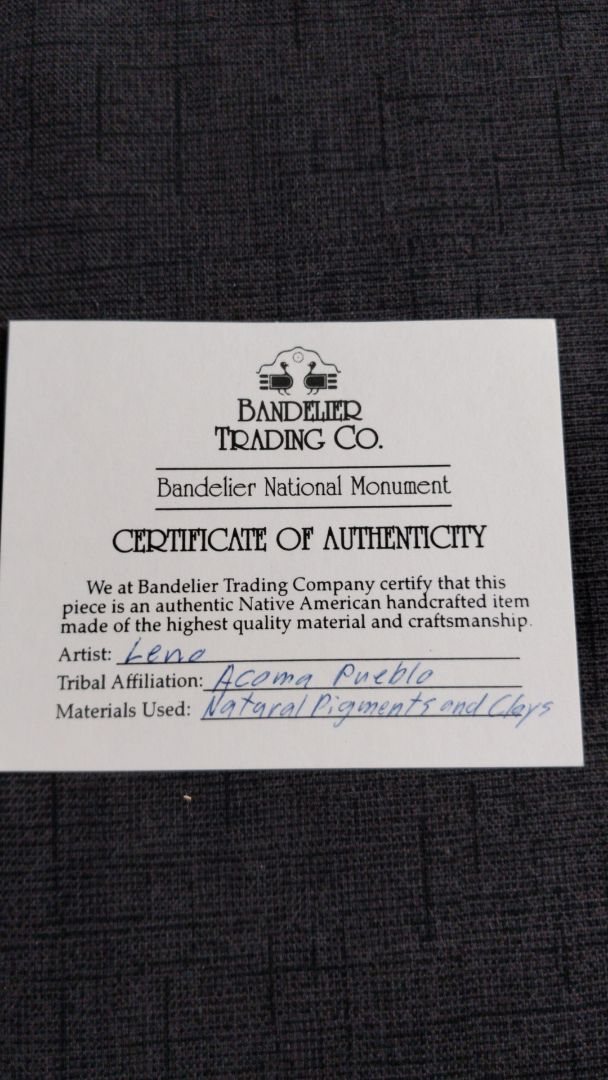 BANDELIER
TRADING CO.
Bandelier National Monument
CERTIFICATE OF AUTHENTICITY
We at Bandelier Trading Company certify that this
piece is an authentic Native American handcrafted item
made of the highest quality material and craftsmanship.
Artist: Leno
Tribal Affiliation: Acoma Pueblo
Materials Used: Natural Pigments and Clays